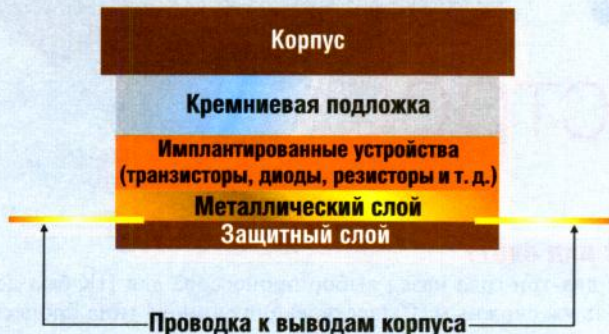 Корпус
Кремниевая подложка
Имплантированные устройства
(транзисторы, диоды, резисторы и т. д.)
Металлический слой
Защитный слой
Проводка к выводам корпуса